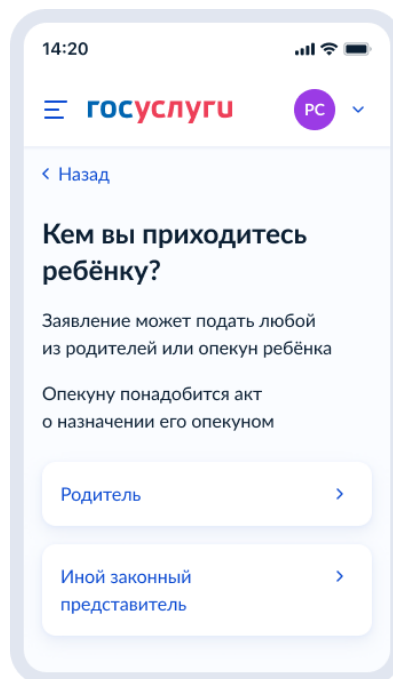 14:20
госуслуги
РС
Назад
Кем вы приходитесь
ребёнку?
Заявление может подать любой
из родителей или опекун ребёнка
Опекуну понадобится акт
о назначении его опекуном
Родитель
Иной законный
представитель